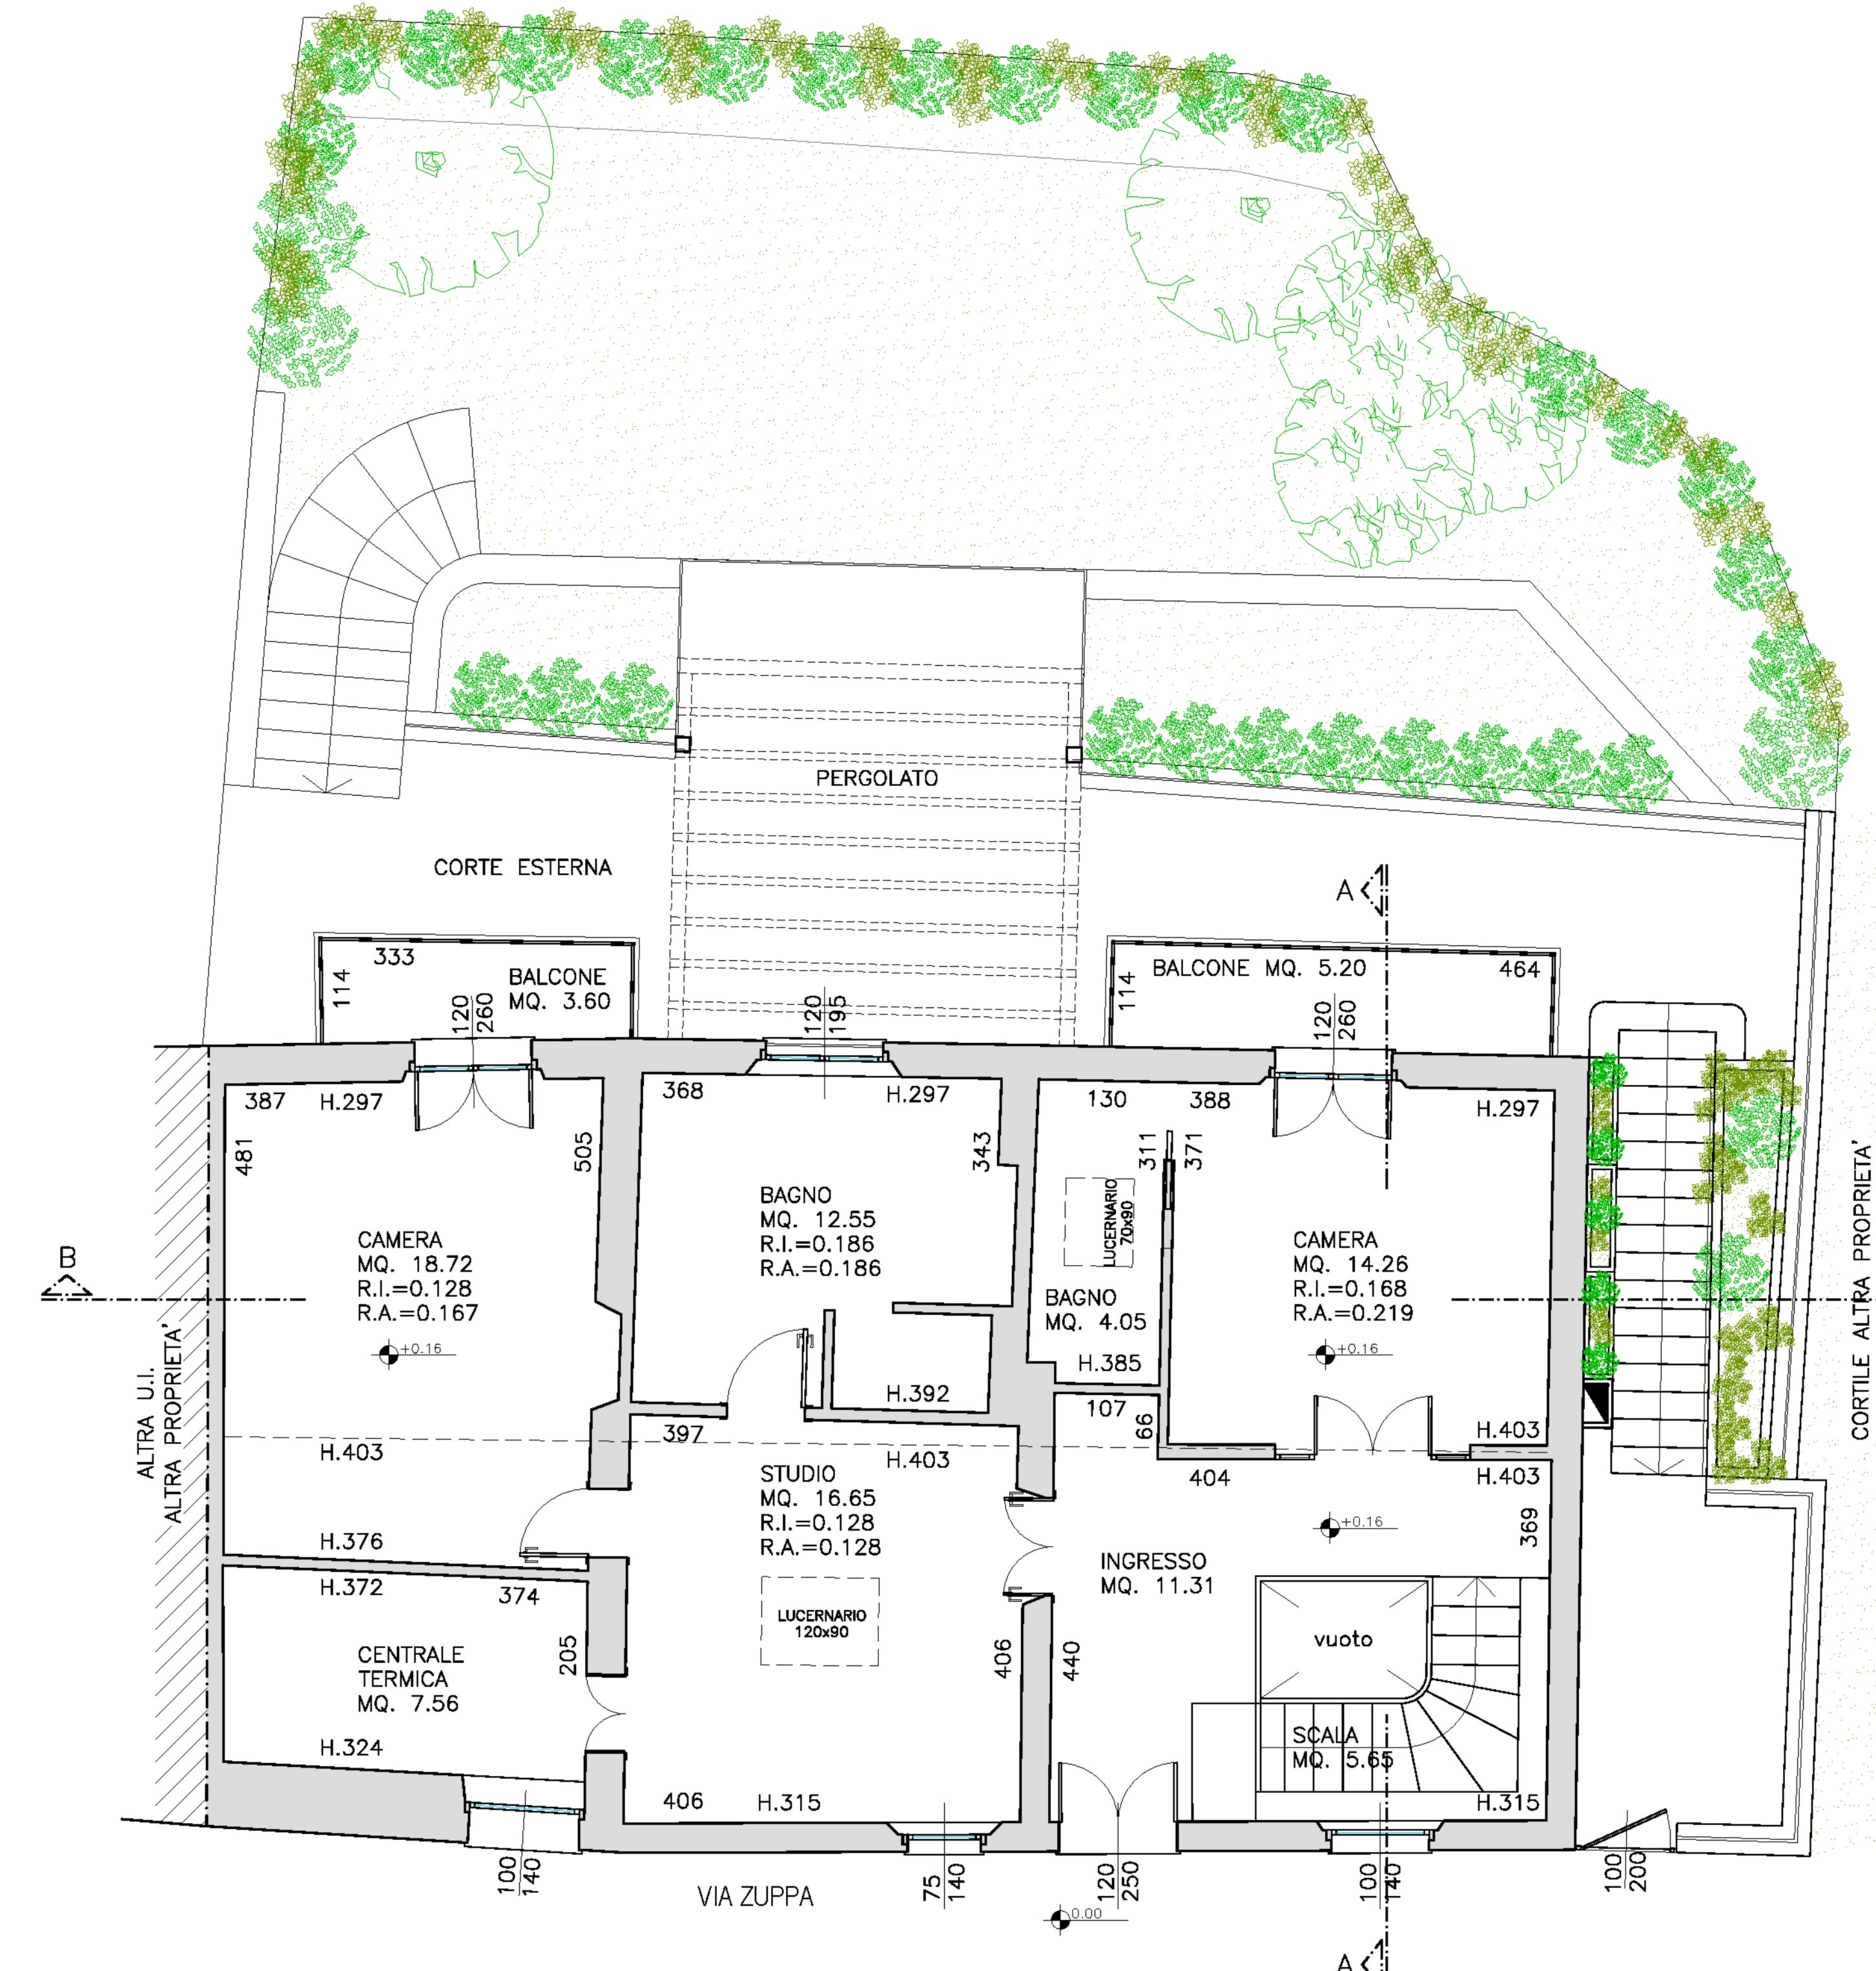 PERGOLATO
CORTE ESTERNA
A
333
114
BALCONE
MQ. 3.60
120
260
120
195
114
BALCONE MQ. 5.20
464
120
260
387
H.297
481
505
368
H.297
343
130
388
311
371
H.297
CAMERA
MQ. 18.72
R.I.=0.128
R.A.=0.167
+0.16
BAGNO
MQ. 12.55
R.I.=0.186
R.A.=0.186
LUCERNARIO
70x90
BAGNO
MQ. 4.05
H.385
CAMERA
MQ. 14.26
R.I.=0.168
R.A.=0.219
+0.16
B
ALTRA U.I.
ALTRA PROPRIETA'
CORTILE ALTRA PROPRIETA'
H.392
397
107
66
H.403
H.403
H.403
404
H.403
STUDIO
MQ. 16.65
R.I.=0.128
R.A.=0.128
+0.16
369
H.376
H.372
374
INGRESSO
MQ. 11.31
LUCERNARIO
120x90
CENTRALE
TERMICA
MQ. 7.56
205
406
440
vuoto
H.324
SCALA
MQ. 5.65
406
H.315
H.315
100
140
75
140
120
250
100
140
100
200
VIA ZUPPA
0.00
A